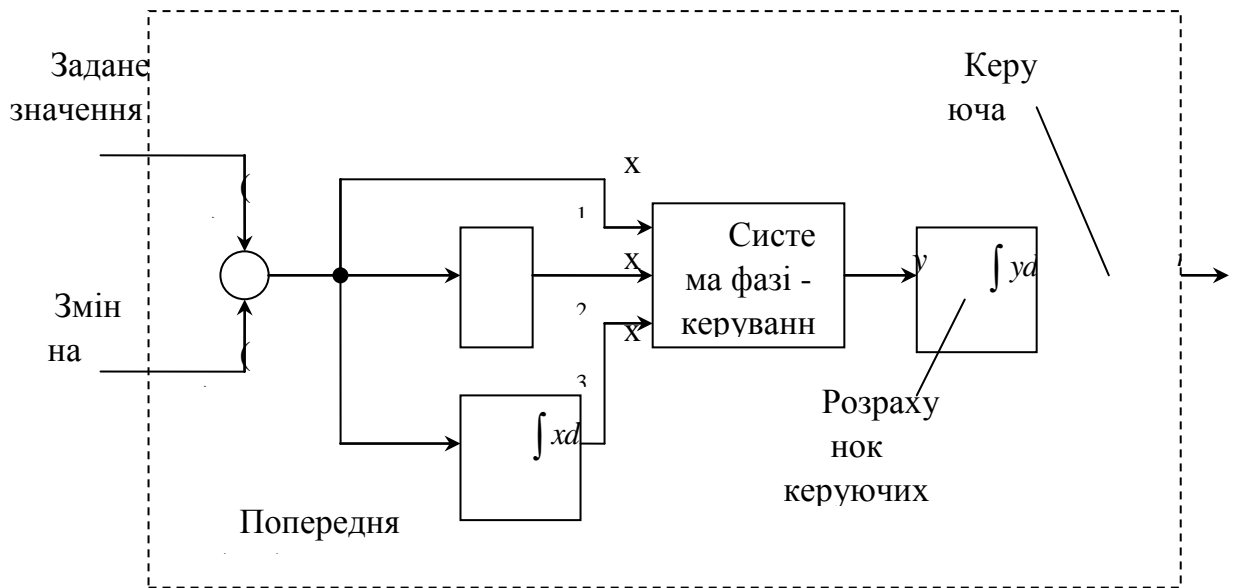 Задане
значення
Керу
юча
(
x
1
Систе
ма фазі -
керуванн
x
2
y
∫ yd
Змін
на
(
x
3
∫ xd
Розраху
нок
керуючих
Попередня